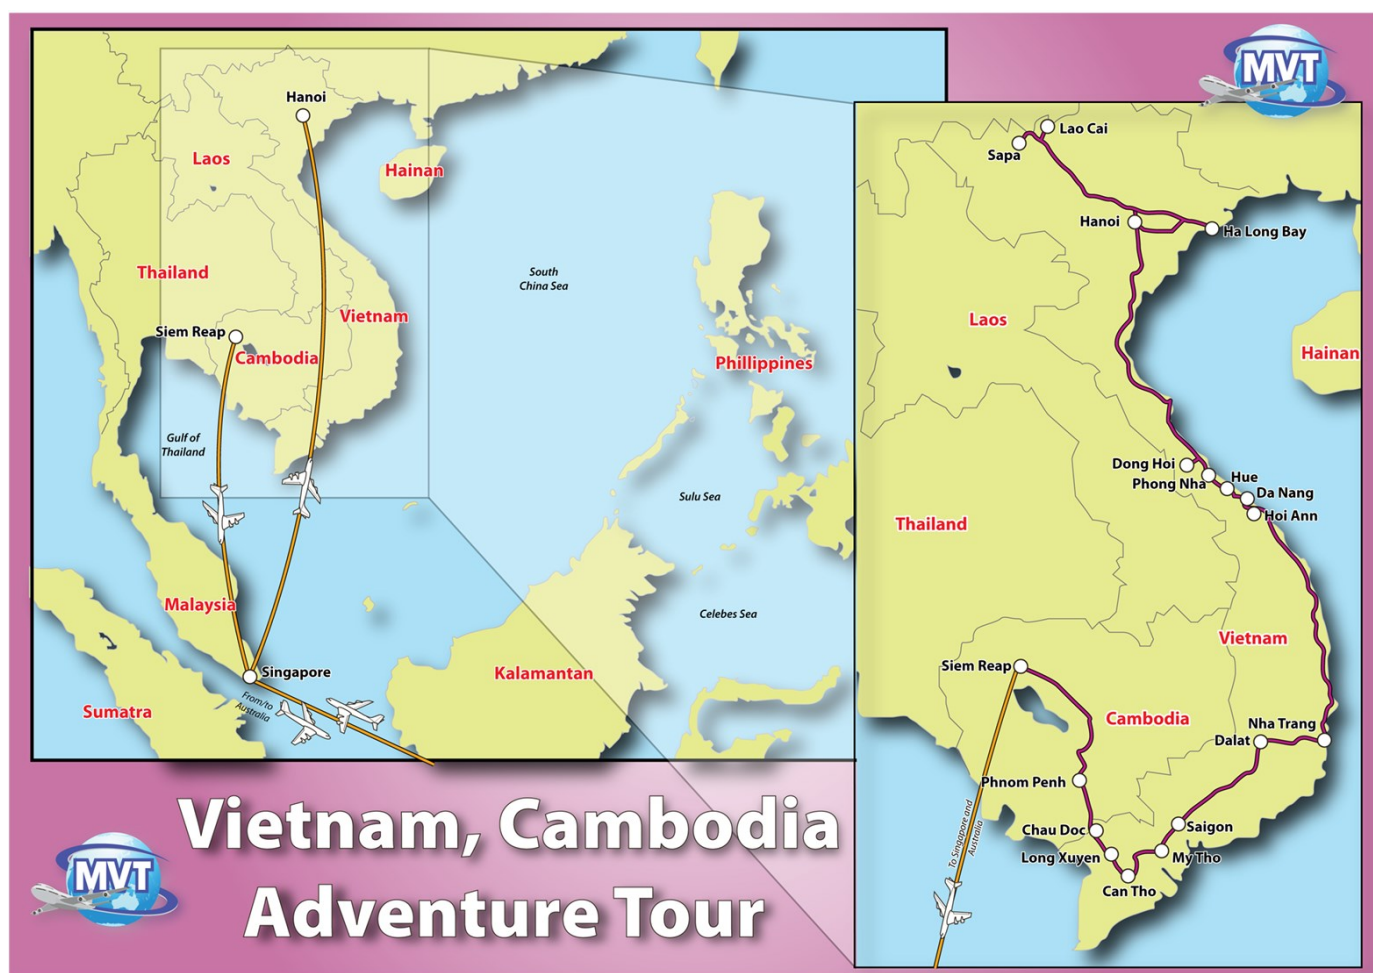 MVT
Hanoi
Laos
Hainan
Thailand
South
China Sea
Siem Reap
Vietnam
Cambodia
Phillippines
Gulf of
Thailand
Sulu Sea
Malaysia
Celebes Sea
Singapore
Kalamantan
From/to
Australia
Sumatra
Lao Cai
Sapa
Hanoi
Ha Long Bay
Laos
Hainan
Dong Hoi
Phong Nha
Hue
Da Nang
Hoi Ann
Thailand
Vietnam
Siem Reap
Cambodia
Nha Trang
Dalat
Phnom Penh
To Singapore and
Australia
Chau Doc
Saigon
Long Xuyen
My Tho
Can Tho
Vietnam, Cambodia
Adventure Tour
MVT